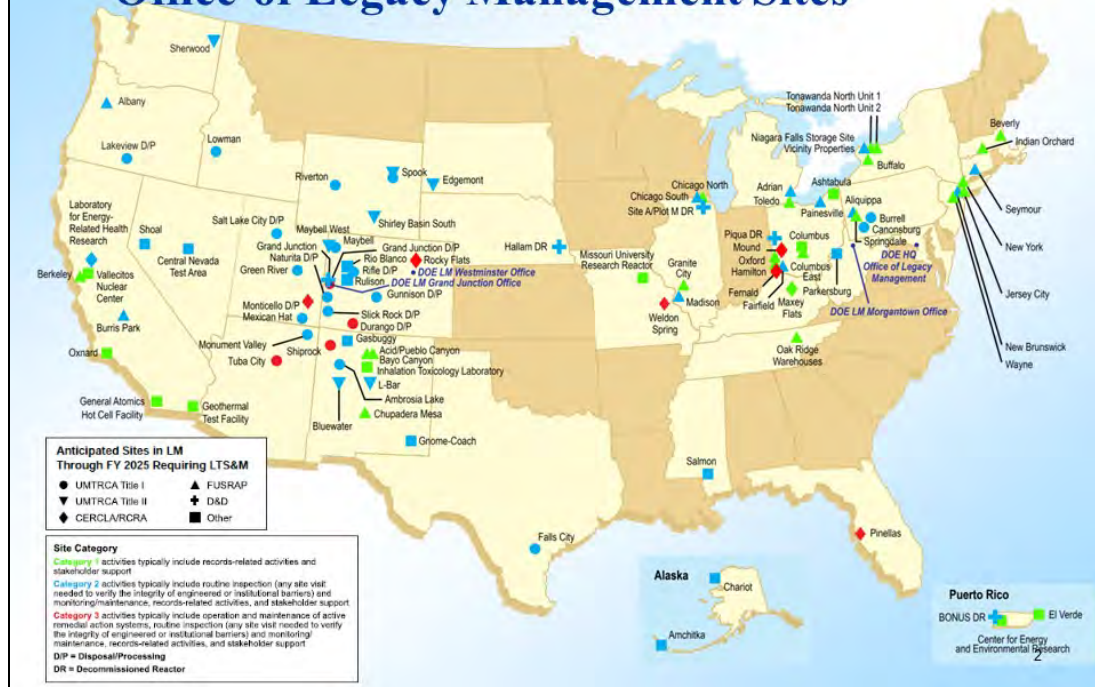 Office of Legacy Management Sites
Sherwood
Albany
Lakeview D/P
Lowman
Riverton
Spook
Edgemont
Shirley Basin South
Laboratory
for Energy-
Related Health
Research
Shoal
Central Nevada
Test Area
Salt Lake City D/P
Maybell West
Maybell
Grand Junction
Grand Junction D/P
Naturita D/P
Rio Blanco
Rocky Flats
Green River
Rifle D/P
DOE LM Westminster Office
Rulison
DOE LM Grand Junction Office
Gunnison D/P
Hallam DR
Berkeley
Vallecitos
Nuclear
Center
Burris Park
Monticello D/P
Mexican Hat
Slick Rock D/P
Durango D/P
Monument Valley
Shiprock
Gasbuggy
Tuba City
Acid/Pueblo Canyon
Bayo Canyon
Inhalation Toxicology Laboratory
L-Bar
Ambrosia Lake
Bluewater
Chupadera Mesa
Oxnard
General Atomics
Hot Cell Facility
Geothermal
Test Facility
Gnome-Coach
Falls City
Salmon
Pinellas
Missouri University
Research Reactor
Granite
City
Madison
Weldon
Spring
Chicago North
Chicago South
Site A/Plot M DR
Adrian
Toledo
Ashtabula
Painesville
Aliquippa
Burrell
Canonsburg
Springdale
Piqua DR
Mound
Oxford
Hamilton
Columbus
Columbus
East
Fernald
Fairfield
Maxey
Flats
Parkersburg
Oak Ridge
Warehouses
DOE HQ
Office of Legacy
Management
DOE LM Morgantown Office
Tonawanda North Unit 1
Tonawanda North Unit 2
Niagara Falls Storage Site
Vicinity Properties
Buffalo
Beverly
Indian Orchard
Seymour
New York
Jersey City
New Brunswick
Wayne
Anticipated Sites in LM
Through FY 2025 Requiring LTS&M
UMTRCA Title I
FUSRAP
UMTRCA Title II
D&D
CERCLA/RCRA
Other
Site Category
Category 1 activities typically include records-related activities and
stakeholder support
Category 2 activities typically include routine inspection (any site visit
needed to verify the integrity of engineered or institutional barriers) and
monitoring/maintenance, records-related activities, and stakeholder support
Category 3 activities typically include operation and maintenance of active
remedial action systems, routine inspection (any site visit needed to verify
the integrity of engineered or institutional barriers) and monitoring/
maintenance, records-related activities, and stakeholder support
D/P = Disposal/Processing
DR = Decommissioned Reactor
Alaska
Chariot
Amchitka
Puerto Rico
BONUS DR
El Verde
Center for Energy
and Environmental Research
2